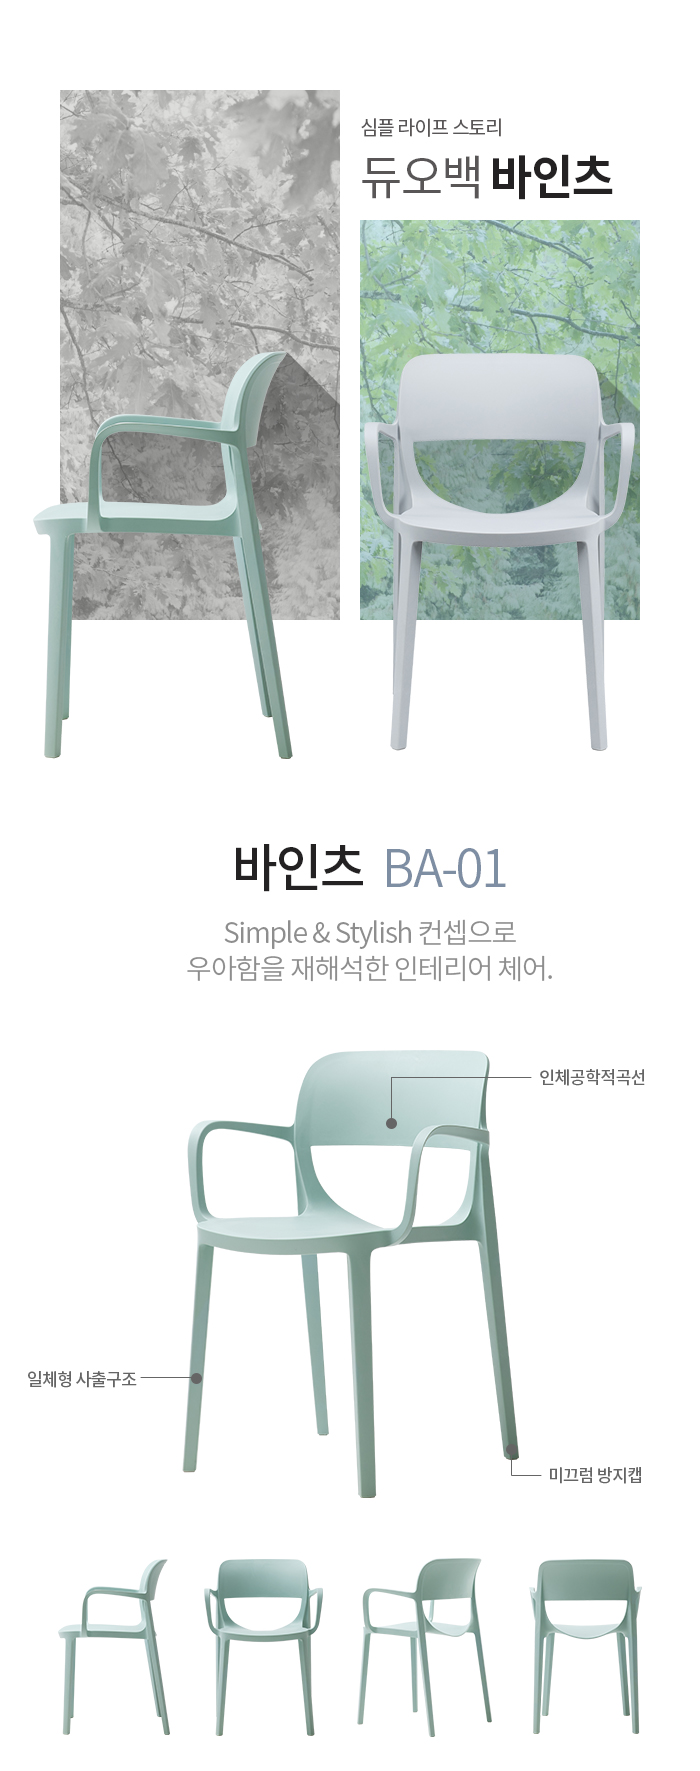 심플 라이프 스토리
듀오백 바인츠
바인츠 BA-01
Simple & Stylish 컨셉으로
우아함을 재해석한 인테리어 체어.
인체공학적곡선
일체형 사출구조
미끄럼 방지캡